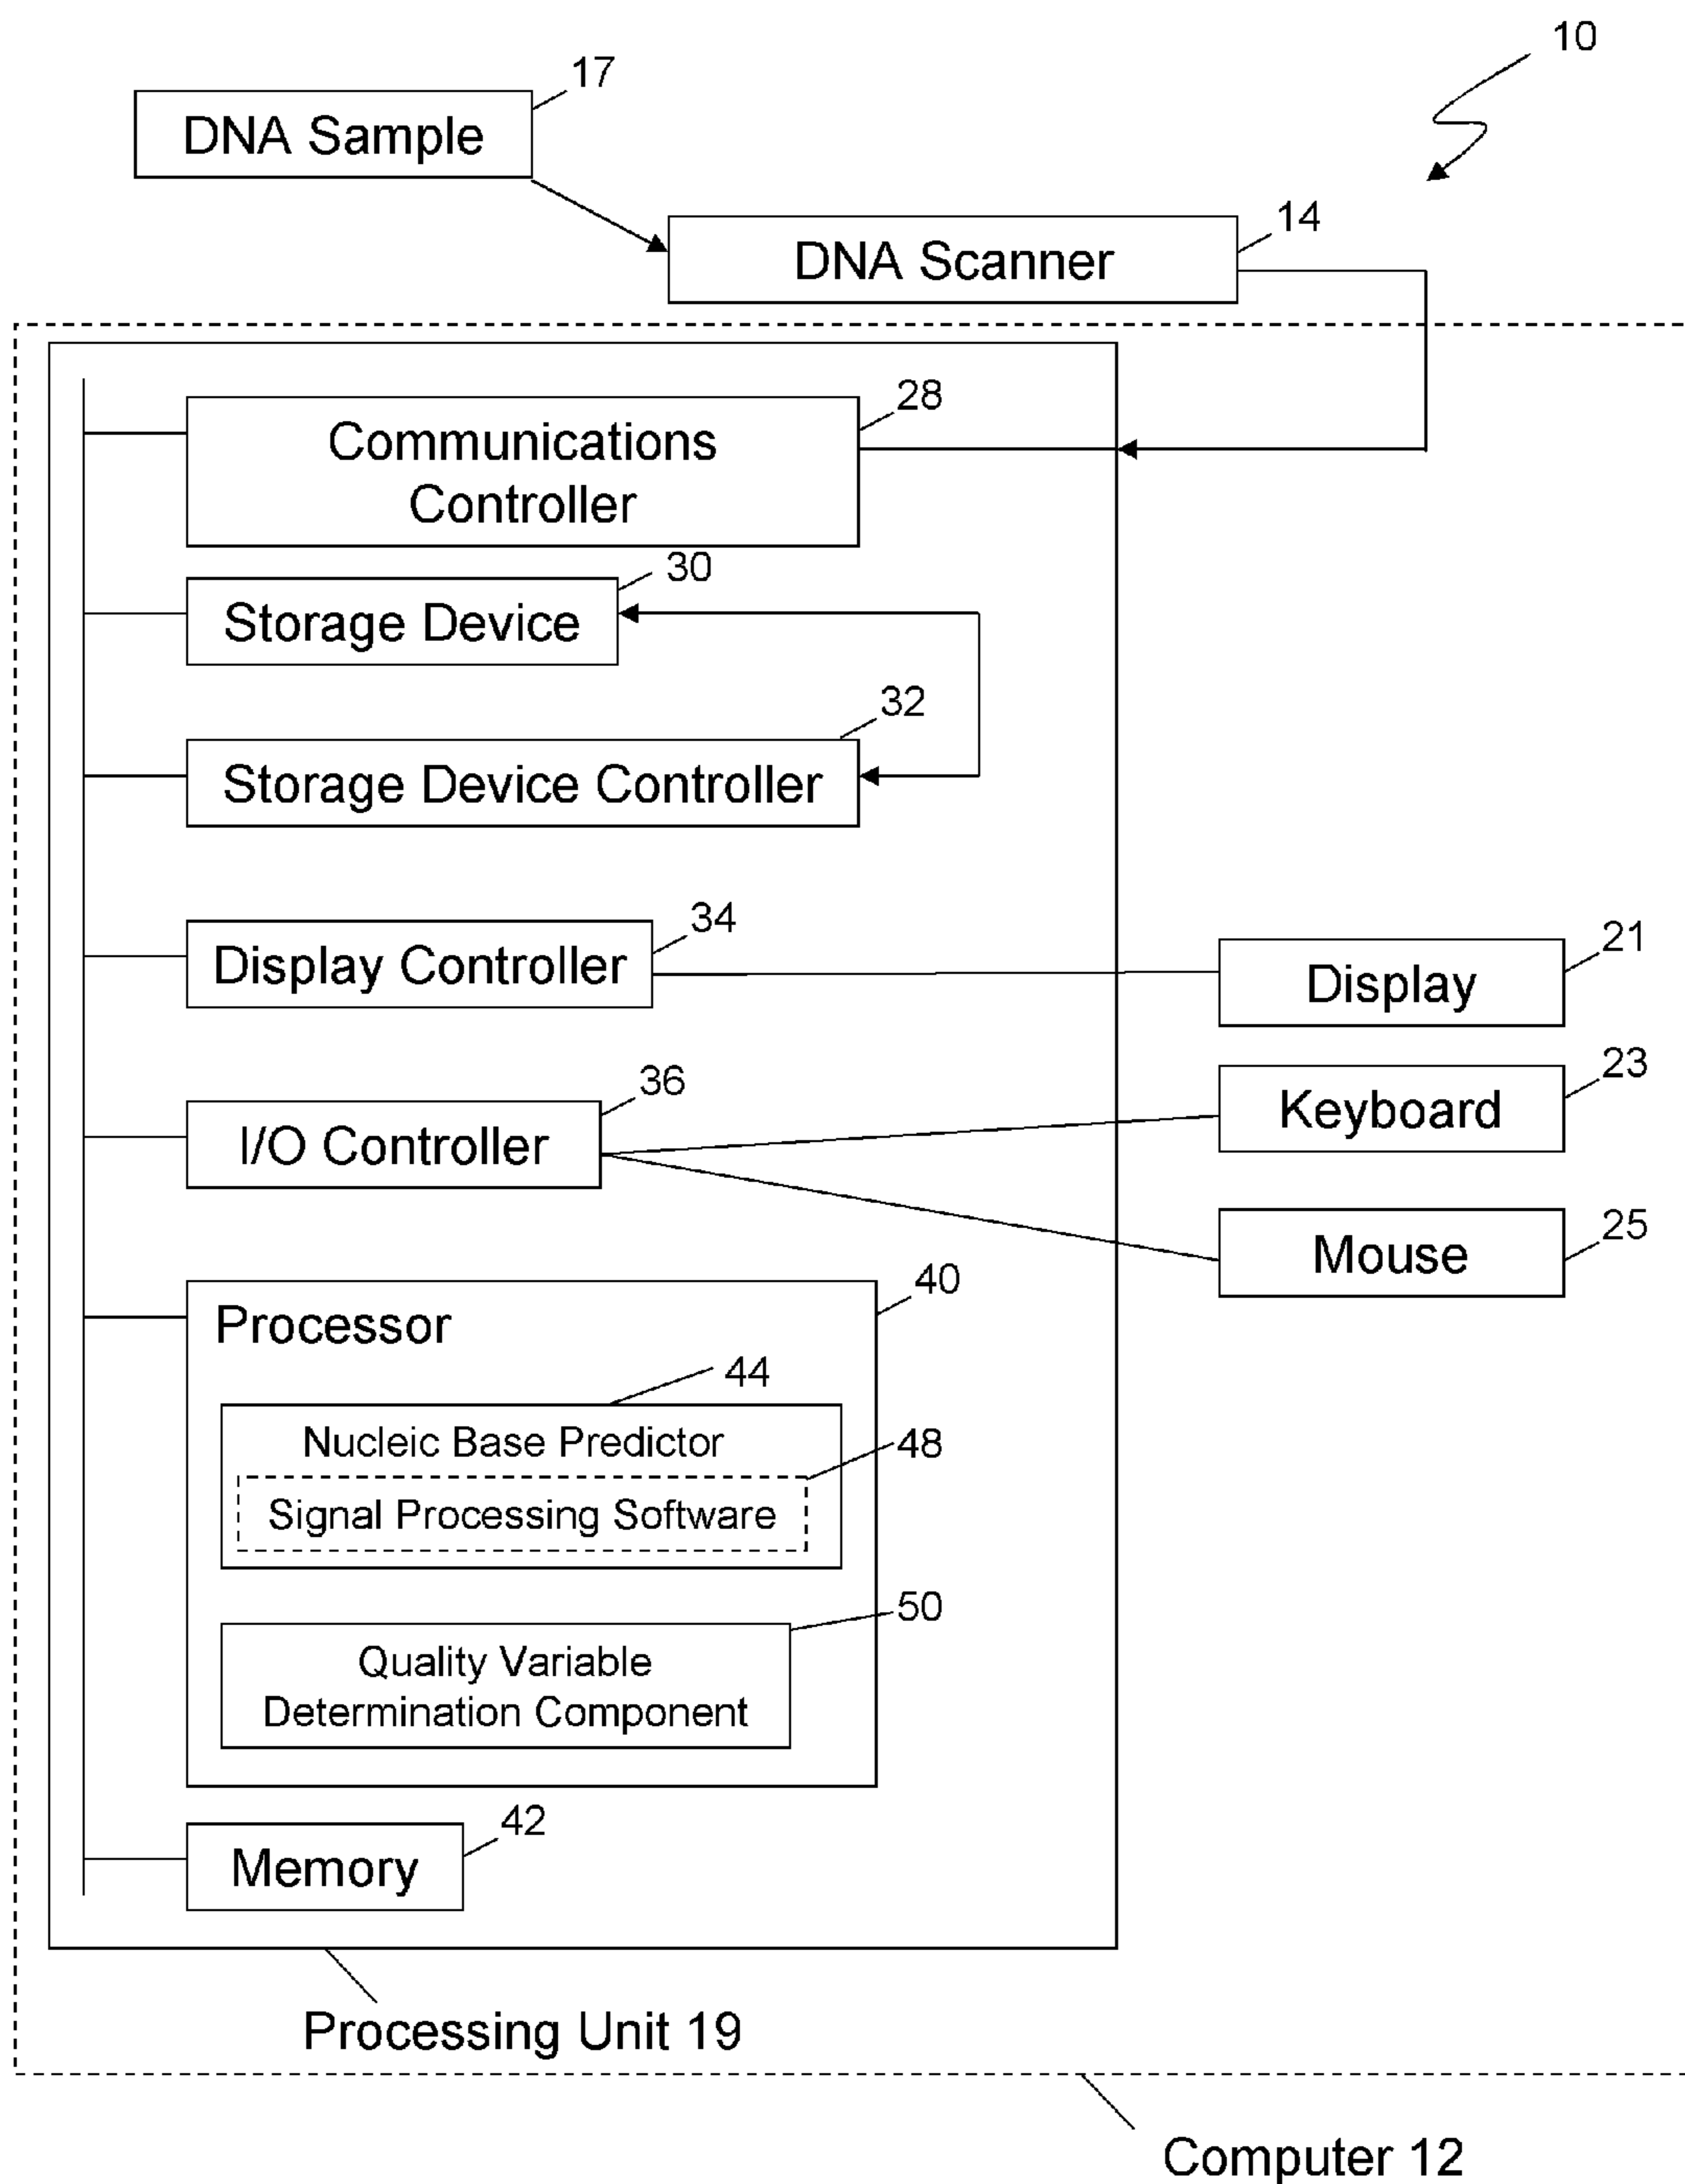 10
17
DNA Sample
14
DNA Scanner
28
Communications
Controller
30
Storage Device
32
Storage Device Controller
34
Display Controller
21
Display
36
I/O Controller
23
Keyboard
25
Mouse
40
Processor
44
Nucleic Base Predictor
48
Signal Processing Software
50
Quality Variable
Determination Component
42
Memory
Processing Unit 19
Computer 12